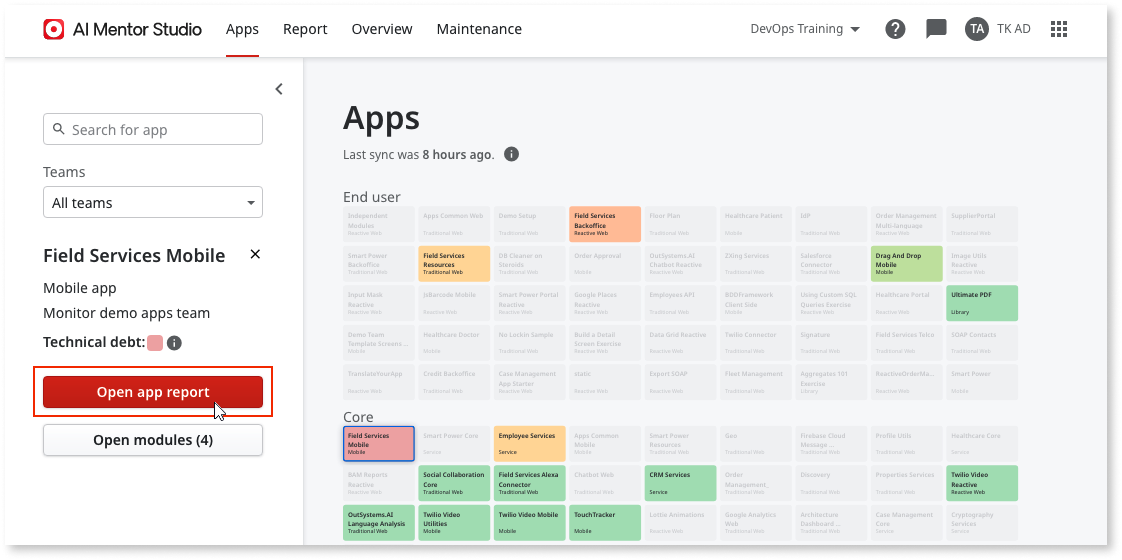 AI Mentor Studio
Apps
Report
Overview
Maintenance
DevOps Training
?
TA
TK AD
Search for app
Teams
All teams
Field Services Mobile
Mobile app
Monitor demo apps team
Technical debt:
Open app report
Open modules (4)
Apps
Last sync was 8 hours ago.
End user
Independent
Modules
Reactive Web
Apps Common Web
Traditional Web
Demo Setup
Traditional Web
Field Services
Backoffice
Reactive Web
Floor Plan
Reactive Web
Healthcare Patient
Mobile
IdP
Traditional Web
Order Management
Multi-language
Reactive Web
SupplierPortal
Traditional Web
Smart Power
Backoffice
Traditional Web
Field Services
Resources
Traditional Web
DB Cleaner on
Steroids
Traditional Web
Order Approval
Mobile
OutSystems.AI
Chatbot Reactive
Reactive Web
Ziling Services
Traditional Web
Salesforce
Connector
Traditional Web
Drag And Drop
Mobile
Mobile
Image Utils
Reactive
Reactive Web
Input Mask
Reactive
Reactive Web
JsBarcode Mobile
Reactive Web
Smart Power Portal
Reactive
Reactive Web
Google Places
Reactive
Reactive Web
Employees API
Reactive Web
BDDFramework
Client Side
Mobile
Using Custom SQL
Queries Exercise
Reactive Web
Healthcare Portal
Reactive Web
Ultimate PDF
Library
Demo Team
Template Screens ...
Mobile
Healthcare Doctor
Mobile
No Lockin Sample
Traditional Web
Build a Detail
Screen Exercise
Reactive Web
Data Grid Reactive
Reactive Web
Twilio Connector
Traditional Web
Signature
Traditional Web
Field Services Telco
Traditional Web
SOAP Contacts
Traditional Web
TranslateYourApp
Reactive Web
Credit Backoffice
Traditional Web
Case Management
App Starter
Reactive Web
static
Reactive Web
Export SOAP
Reactive Web
Fleet Management
Traditional Web
Aggregates 101
Exercise
Library
ReactiveOrderMa...
Reactive Web
Smart Power
Mobile
Core
Field Services
Mobile
Mobile
Smart Power Core
Service
Employee Services
Service
Apps Common
Mobile
Mobile
Smart Power
Resources
Traditional Web
Geo
Traditional Web
Firebase Cloud
Message ...
Traditional Web
Profile Utils
Traditional Web
Healthcare Core
Service
BAM Reports
Reactive
Reactive Web
Social Collaboration
Core
Traditional Web
Field Services Alexa
Connector
Traditional Web
Chatbot Web
Traditional Web
CRM Services
Service
Order
Management_
Traditional Web
Discovery
Traditional Web
Properties Services
Traditional Web
Twilio Video
Reactive
Reactive Web
OutSystems.AI
Language Analysis
Traditional Web
Twilio Video
Utilities
Mobile
Twilio Video Mobile
Mobile
TouchTracker
Mobile
Lottie Animations
Reactive Web
Google Analytics
Web
Traditional Web
Architecture
Dashboard ...
Traditional Web
Case Management
Core
Service
Cryptography
Services
Service